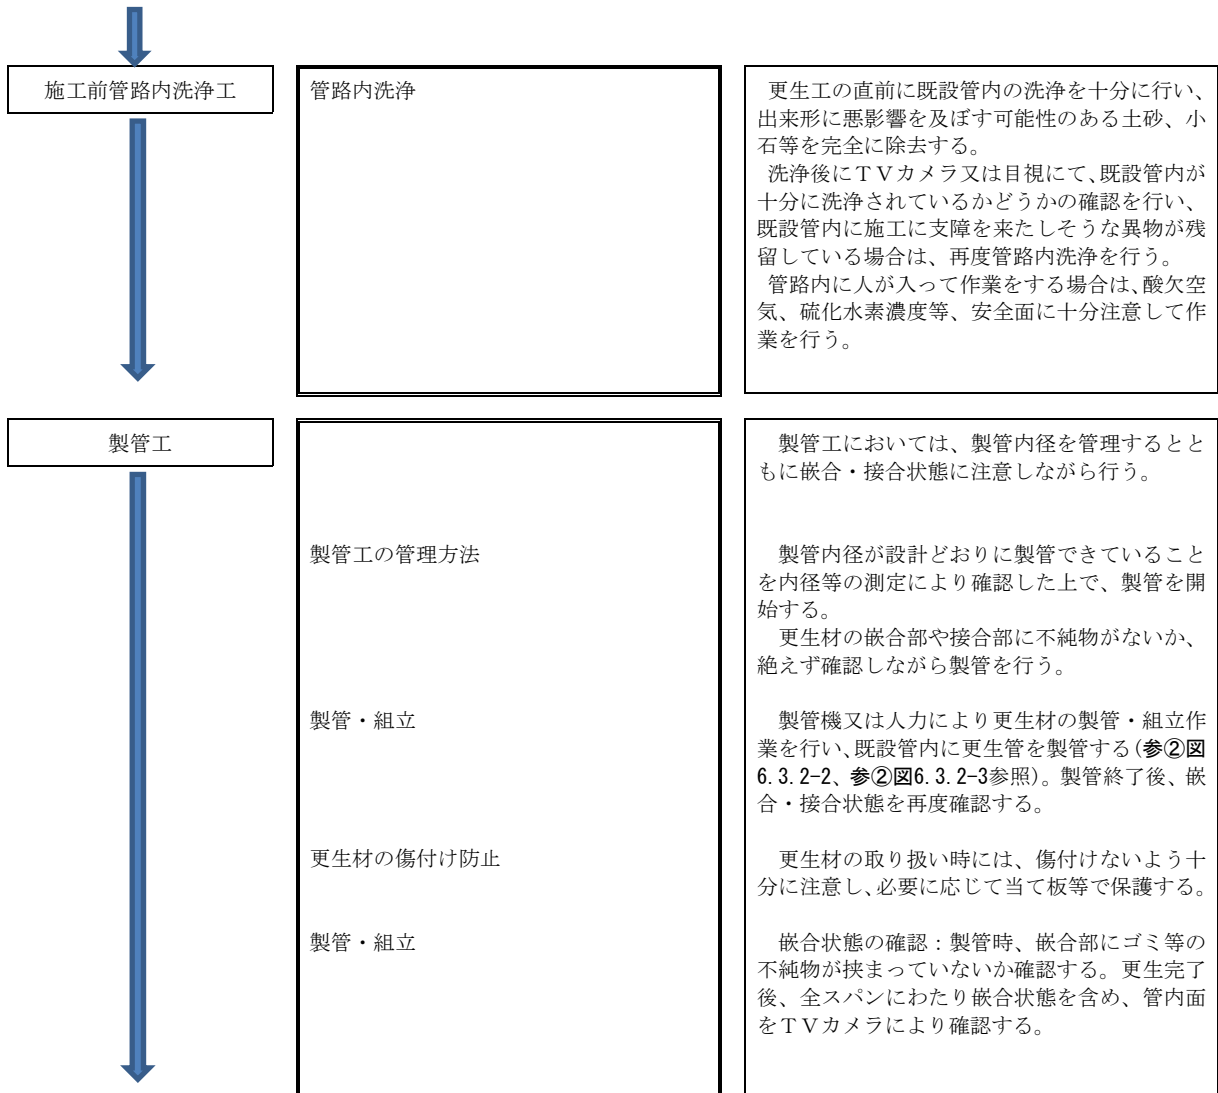 施工前管路内洗浄工
管路内洗浄
更生工の直前に既設管内の洗浄を十分に行い、
出来形に悪影響を及ぼす可能性のある土砂、小
石等を完全に除去する。
洗浄後にＴＶカメラ又は目視にて、既設管内が
十分に洗浄されているかどうかの確認を行い、
既設管内に施工に支障を来たしそうな異物が残
留している場合は、再度管路内洗浄を行う。
管路内に人が入って作業をする場合は、酸欠空
気、硫化水素濃度等、安全面に十分注意して作
業を行う。
製管工
製管工においては、製管内径を管理するとと
もに嵌合・接合状態に注意しながら行う。
製管工の管理方法
製管内径が設計どおりに製管できていること
を内径等の測定により確認した上で、製管を開
始する。
更生材の嵌合部や接合部に不純物がないか、
絶えず確認しながら製管を行う。
製管・組立
製管機又は人力により更生材の製管・組立作
業を行い、既設管内に更生管を製管する(参②図
6.3.2-2、参②図6.3.2-3参照)。製管終了後、嵌
合・接合状態を再度確認する。
更生材の傷付け防止
更生材の取り扱い時には、傷付けないよう十
分に注意し、必要に応じて当て板等で保護する。
製管・組立
嵌合状態の確認：製管時、嵌合部にゴミ等の
不純物が挟まっていないか確認する。更生完了
後、全スパンにわたり嵌合状態を含め、管内面
をＴＶカメラにより確認する。